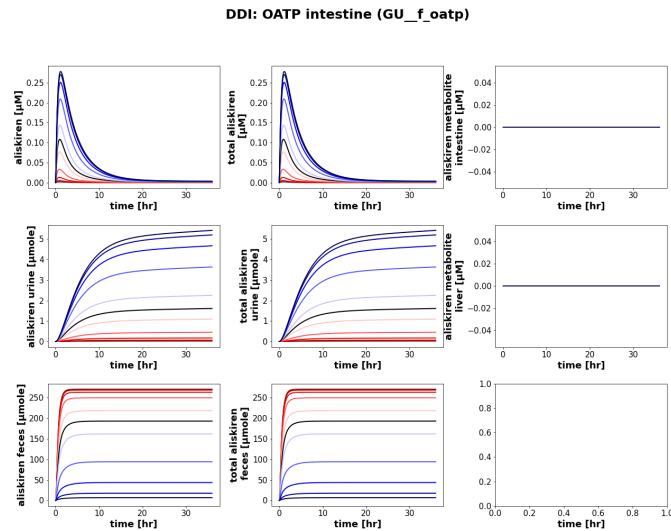 DDI: OATP intestine (GU__f_oatp)
aliskiren [µM]
0.25
0.20
0.15
0.10
0.05
0.00
0 10 20 30
time [hr]
total aliskiren
[µM]
0.25
0.20
0.15
0.10
0.05
0.00
0 10 20 30
time [hr]
aliskiren metabolite
intestine [µM]
0.04
0.02
0.00
−0.02
−0.04
0 10 20 30
time [hr]
aliskiren urine [µmole]
5
4
3
2
1
0
0 10 20 30
time [hr]
total aliskiren
urine [µmole]
5
4
3
2
1
0
0 10 20 30
time [hr]
aliskiren metabolite
liver [µM]
0.04
0.02
0.00
−0.02
−0.04
0 10 20 30
time [hr]
aliskiren feces [µmole]
250
200
150
100
50
0
0 10 20 30
time [hr]
total aliskiren
feces [µmole]
250
200
150
100
50
0
0 10 20 30
time [hr]
1.0
0.8
0.6
0.4
0.2
0.0
0.0 0.2 0.4 0.6 0.8 1.0
time [hr]